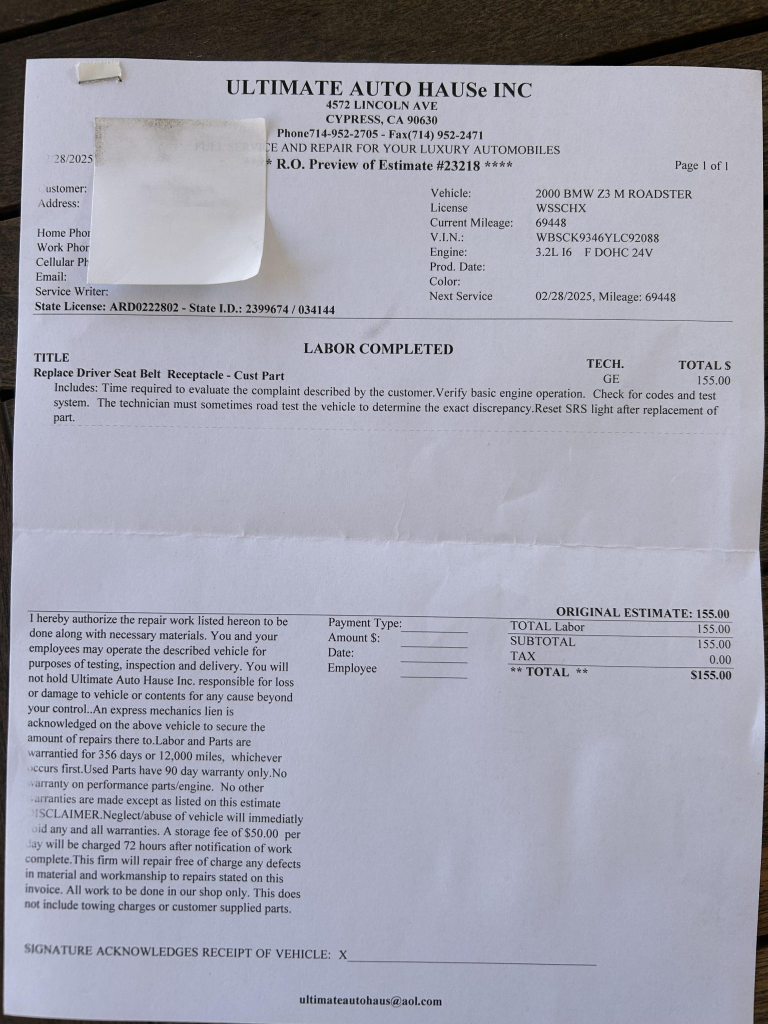 ULTIMATE AUTO HAUSe INC
4572 LINCOLN AVE
CYPRESS, CA 90630
Phone714-952-2705 - Fax(714) 952-2471
AND REPAIR FOR YOUR LUXURY AUTOMOBILES
28/2025
* R.O. Preview of Estimate #23218 ****
Page 1 of 1
ustomer:
Address:
Home Phon
Work Phon
Cellular Ph
Email:
Service Writer:
State License: ARD0222802 - State I.D.: 2399674 / 034144
Vehicle: 2000 BMW Z3 M ROADSTER
License WSSCHX
Current Mileage: 69448
V.I.N.: WBSCK9346YLC92088
Engine: 3.2L I6 F DOHC 24V
Prod. Date:
Color:
Next Service 02/28/2025, Mileage: 69448
LABOR COMPLETED
TITLE TECH. TOTAL $
Replace Driver Seat Belt Receptacle - Cust Part GE 155.00
Includes: Time required to evaluate the complaint described by the customer.Verify basic engine operation. Check for codes and test
system. The technician must sometimes road test the vehicle to determine the exact discrepancy.Reset SRS light after replacement of
part.
I hereby authorize the repair work listed hereon to be
done along with necessary materials. You and your
employees may operate the described vehicle for
purposes of testing, inspection and delivery. You will
not hold Ultimate Auto Hause Inc. responsible for loss
or damage to vehicle or contents for any cause beyond
your control..An express mechanics lien is
acknowledged on the above vehicle to secure the
amount of repairs there to.Labor and Parts are
warrantied for 356 days or 12,000 miles, whichever
occurs first.Used Parts have 90 day warranty only.No
warranty on performance parts/engine. No other
warranties are made except as listed on this estimate
DISCLAIMER.Neglect/abuse of vehicle will immediatly
void any and all warranties. A storage fee of $50.00 per
day will be charged 72 hours after notification of work
complete.This firm will repair free of charge any defects
in material and workmanship to repairs stated on this
invoice. All work to be done in our shop only. This does
not include towing charges or customer supplied parts.
Payment Type:
Amount $:
Date:
Employee
ORIGINAL ESTIMATE: 155.00
TOTAL Labor 155.00
SUBTOTAL 155.00
TAX 0.00
** TOTAL ** $155.00
SIGNATURE ACKNOWLEDGES RECEIPT OF VEHICLE: X
ultimateautohaus@aol.com